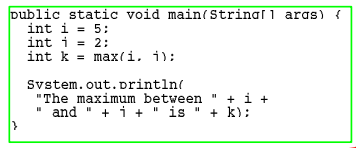 public static void main(String[] args) {
  int i = 5;
  int j = 2;
  int k = max(i, j);

  System.out.println(
   "The maximum between " + i +
   " and " + j + " is " + k);
}